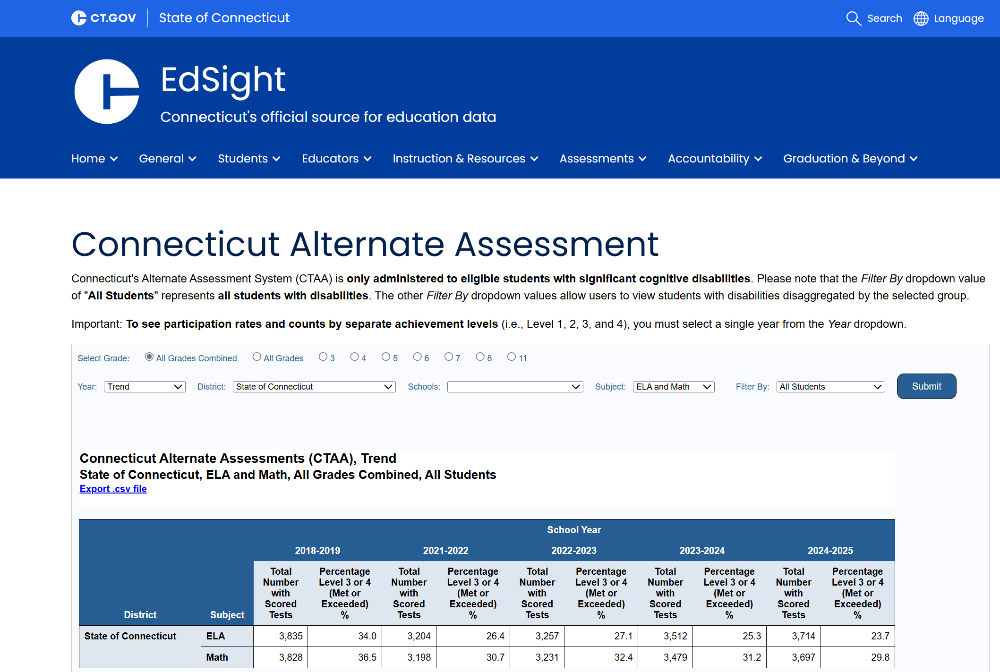 CT.GOV State of Connecticut Search Language
EdSight
Connecticut's official source for education data
Home General Students Educators Instruction & Resources Assessments Accountability Graduation & Beyond
Connecticut Alternate Assessment
Connecticut's Alternate Assessment System (CTAA) is only administered to eligible students with significant cognitive disabilities. Please note that the Filter By dropdown value
of "All Students" represents all students with disabilities. The other Filter By dropdown values allow users to view students with disabilities disaggregated by the selected group.
Important: To see participation rates and counts by separate achievement levels (i.e., Level 1, 2, 3, and 4), you must select a single year from the Year dropdown.
Select Grade: All Grades Combined All Grades 3 4 5 6 7 8 11
Year: Trend District: State of Connecticut Schools: Subject: ELA and Math Filter By: All Students Submit
Connecticut Alternate Assessments (CTAA), Trend
State of Connecticut, ELA and Math, All Grades Combined, All Students
Export .csv file
School Year
2018-2019 2021-2022 2022-2023 2023-2024 2024-2025
Total Percentage Total Percentage Total Percentage Total Percentage Total Percentage
Number Level 3 or 4 Number Level 3 or 4 Number Level 3 or 4 Number Level 3 or 4 Number Level 3 or 4
with (Met or with (Met or with (Met or with (Met or with (Met or
Scored Exceeded) Scored Exceeded) Scored Exceeded) Scored Exceeded) Scored Exceeded)
District Subject Tests % Tests % Tests % Tests % Tests %
State of Connecticut ELA 3,835 34.0 3,204 26.4 3,257 27.1 3,512 25.3 3,714 23.7
Math 3,828 36.5 3,198 30.7 3,231 32.4 3,479 31.2 3,697 29.8